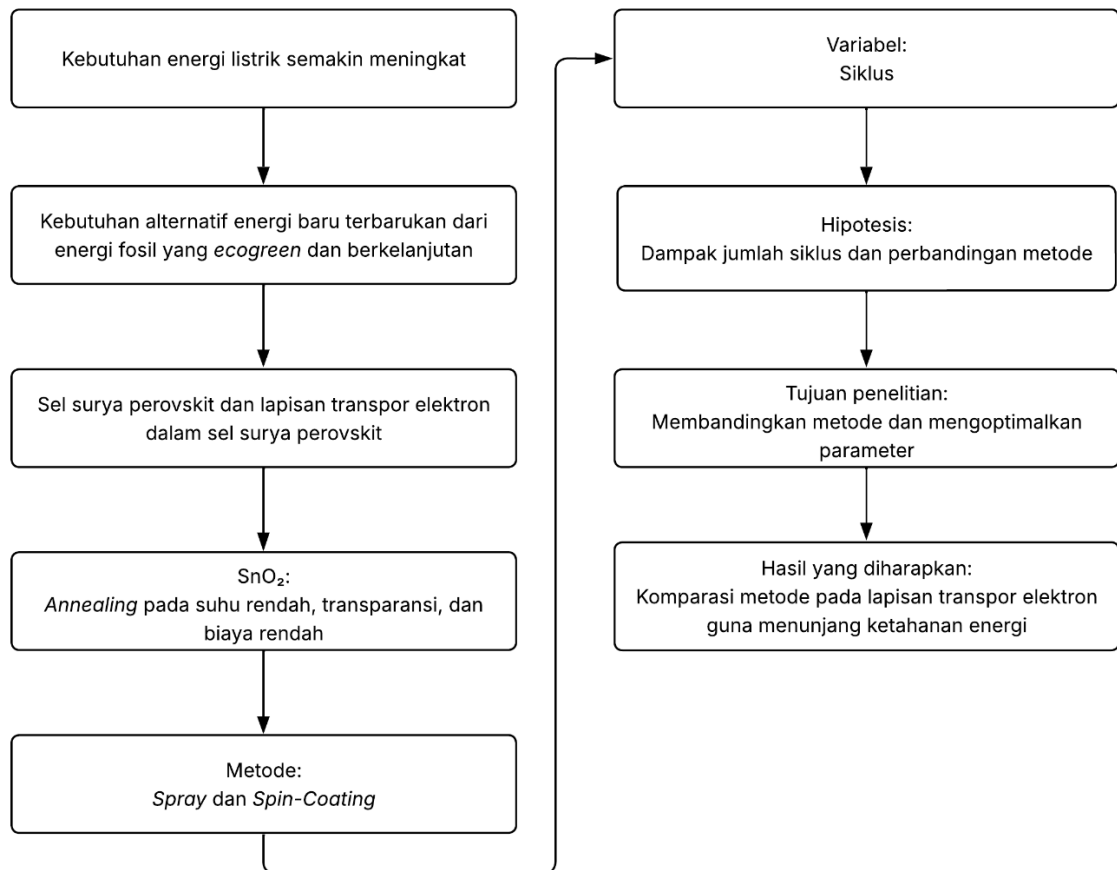 Kebutuhan energi listrik semakin meningkat
Kebutuhan alternatif energi baru terbarukan dari
energi fosil yang ecogreen dan berkelanjutan
Sel surya perovskit dan lapisan transpor elektron
dalam sel surya perovskit
SnO₂:
Annealing pada suhu rendah, transparansi, dan
biaya rendah
Metode:
Spray dan Spin-Coating
Variabel:
Siklus
Hipotesis:
Dampak jumlah siklus dan perbandingan metode
Tujuan penelitian:
Membandingkan metode dan mengoptimalkan
parameter
Hasil yang diharapkan:
Komparasi metode pada lapisan transpor elektron
guna menunjang ketahanan energi